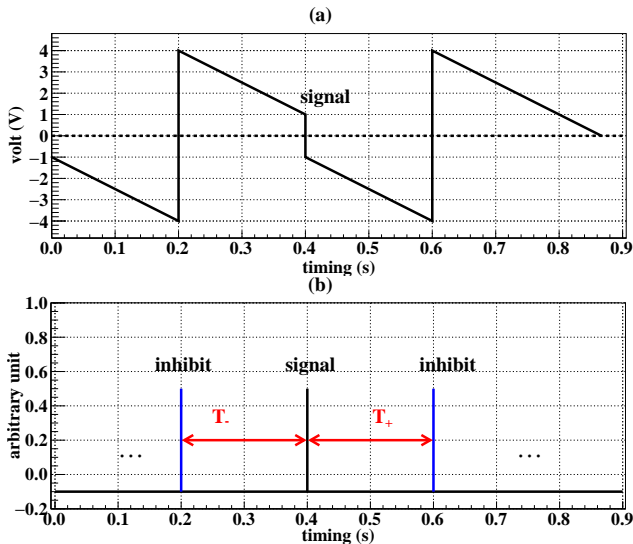 (a)
volt (V)
4
3
2
1
0
−1
−2
−3
−4
signal
0.0 0.1 0.2 0.3 0.4 0.5 0.6 0.7 0.8 0.9
timing (s)
(b)
arbitrary unit
1.0
0.8
0.6
0.4
0.2
0.0
−0.2
inhibit signal inhibit
T- T+
... ...
0.0 0.1 0.2 0.3 0.4 0.5 0.6 0.7 0.8 0.9
timing (s)